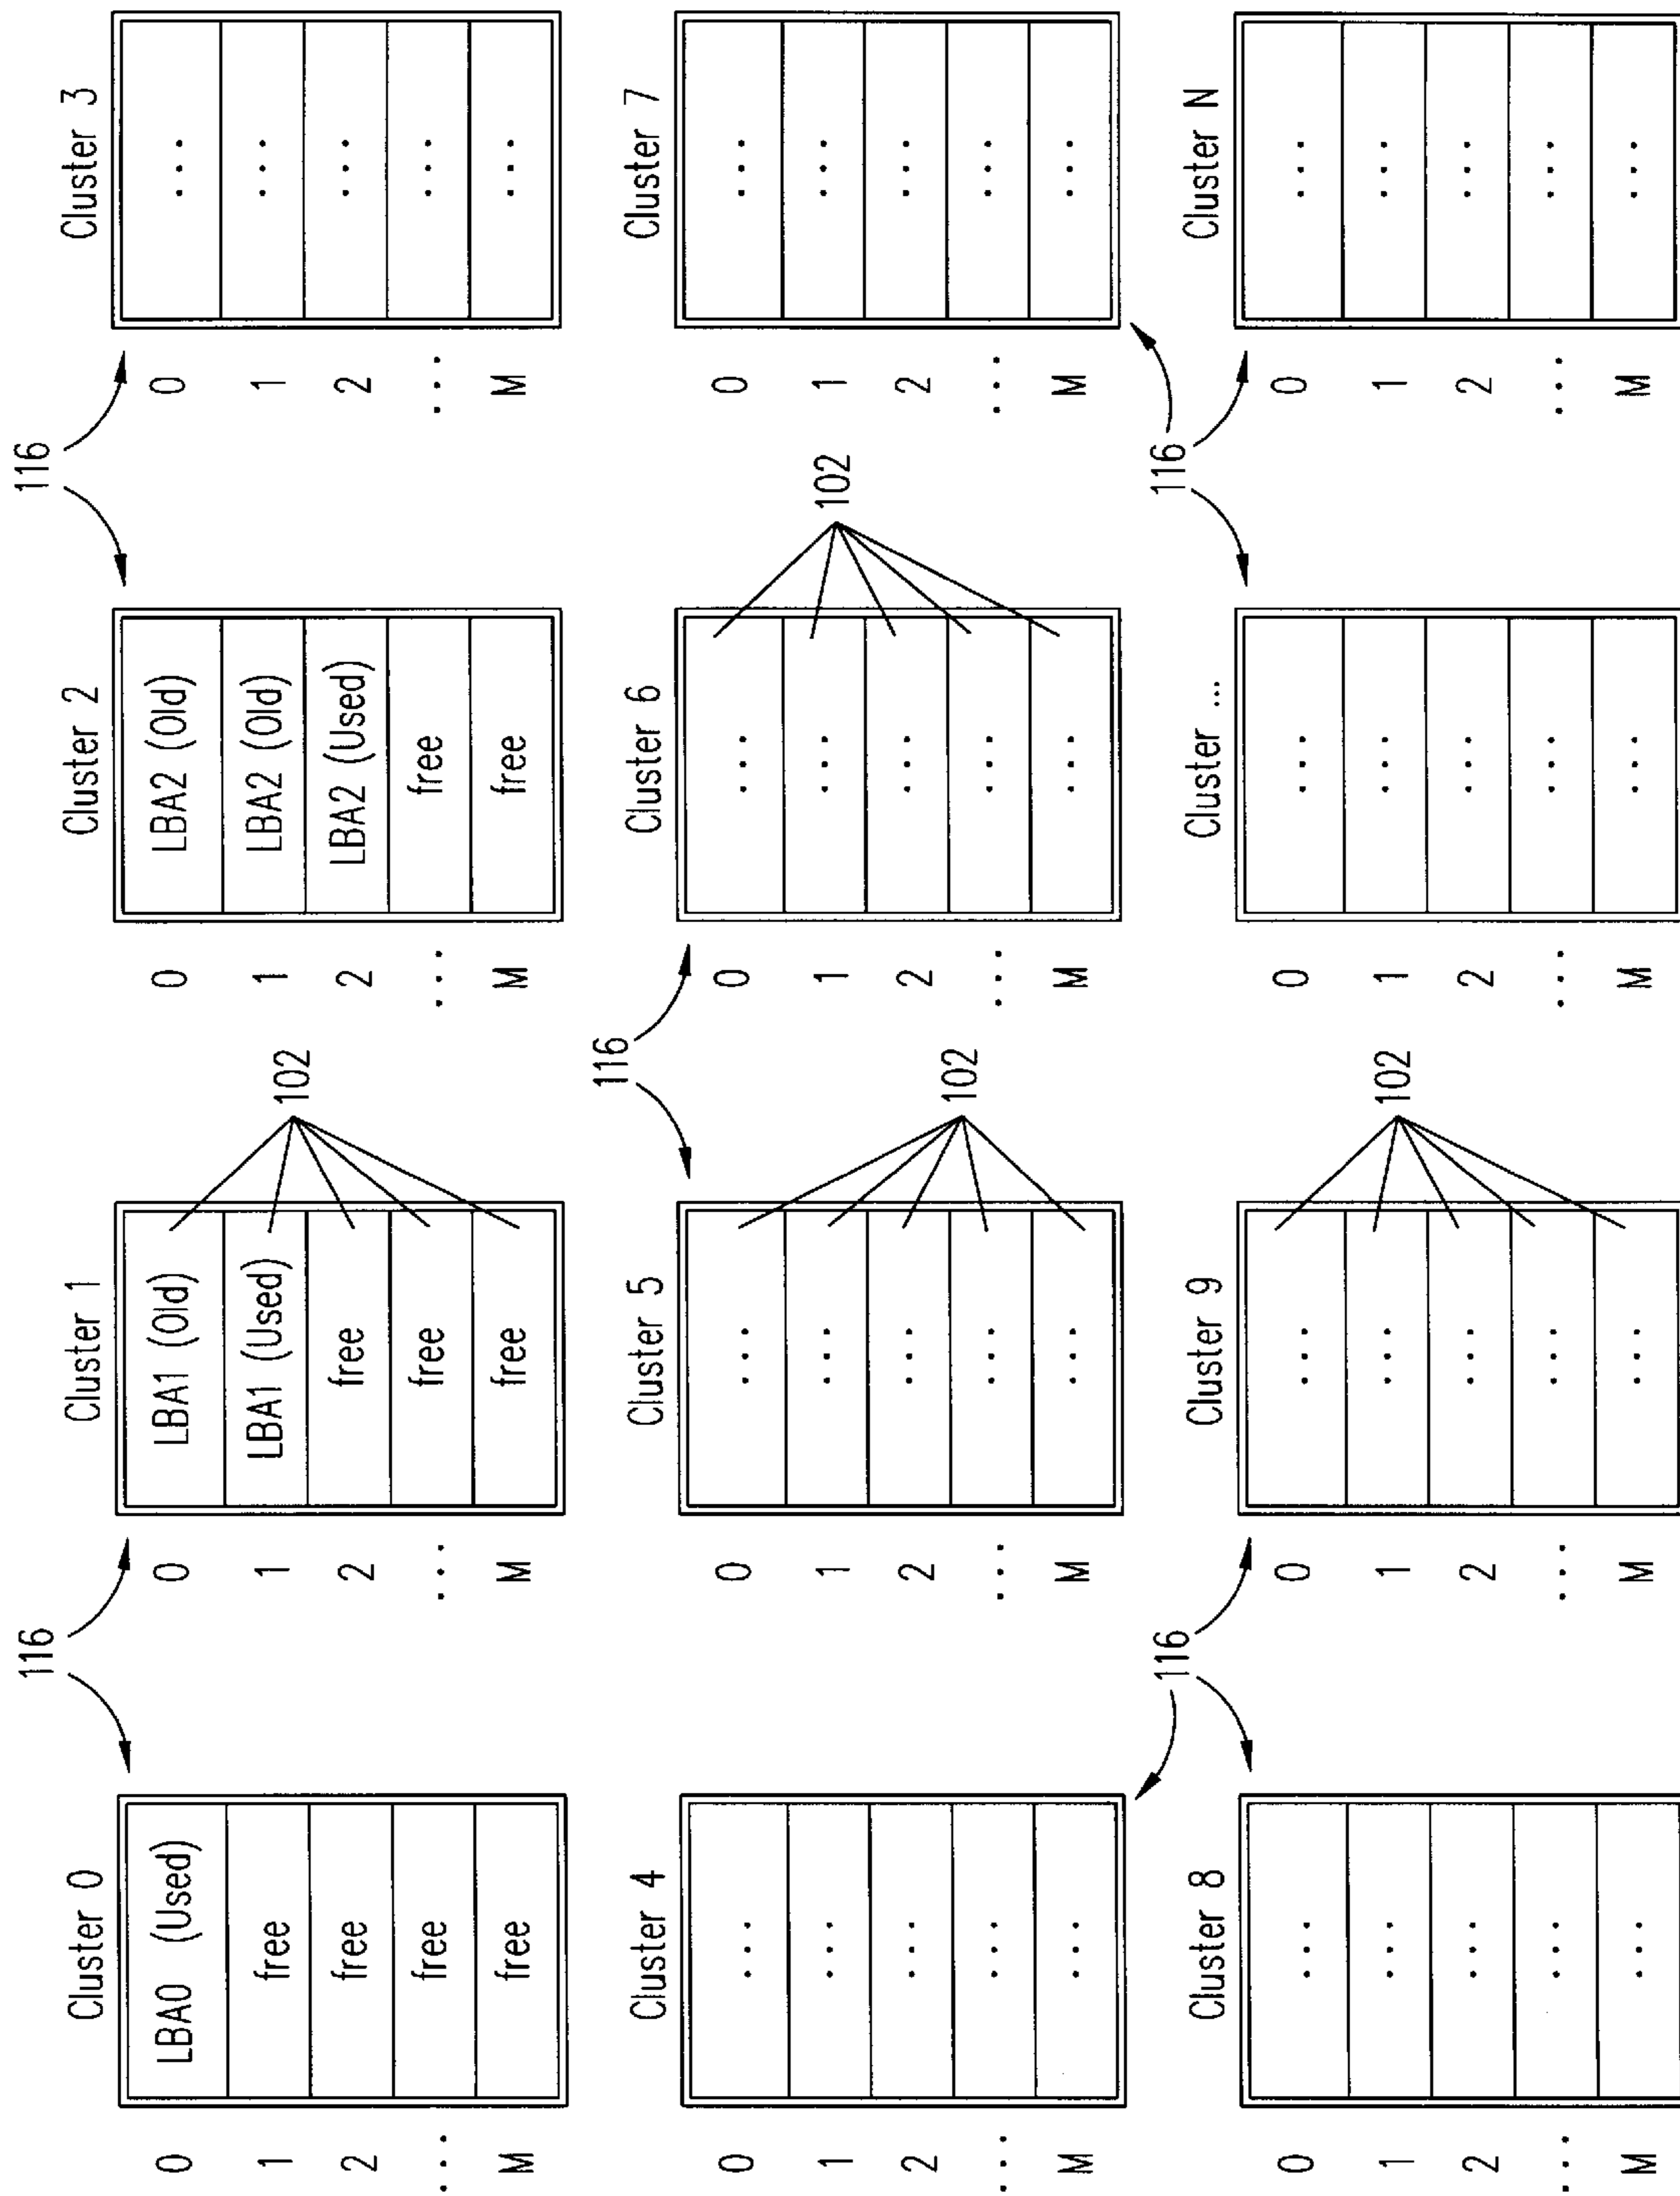 116
116
Cluster 0
Cluster 1
Cluster 2
Cluster 3
0 LBA0 (Used)
1 free
2 free
... free
M free
0 LBA1 (Old)
1 LBA1 (Used)
2 free
... free
M free
102
0 LBA2 (Old)
1 LBA2 (Old)
2 LBA2 (Used)
... free
M free
0 ...
1 ...
2 ...
... ...
M ...
116
Cluster 4
Cluster 5
Cluster 6
Cluster 7
0 ...
1 ...
2 ...
... ...
M ...
0 ...
1 ...
2 ...
... ...
M ...
102
0 ...
1 ...
2 ...
... ...
M ...
102
0 ...
1 ...
2 ...
... ...
M ...
116
116
Cluster 8
Cluster 9
Cluster ...
Cluster N
0 ...
1 ...
2 ...
... ...
M ...
0 ...
1 ...
2 ...
... ...
M ...
102
0 ...
1 ...
2 ...
... ...
M ...
0 ...
1 ...
2 ...
... ...
M ...